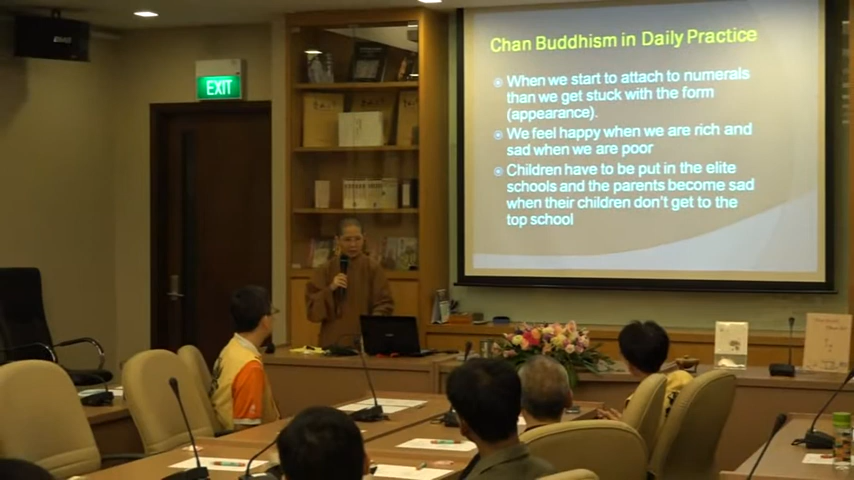 EXIT
Chan Buddhism in Daily Practice
When we start to attach to numerals
than we get stuck with the form
(appearance).
We feel happy when we are rich and
sad when we are poor
Children have to be put in the elite
schools and the parents becoming sad
when their children don't get to the
top school